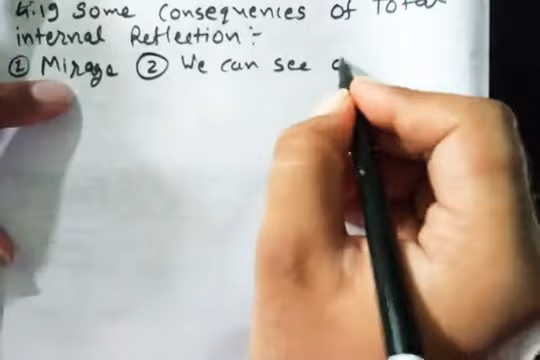 4.19 Some Consequences of Total
internal Reflection:-
① Mirage ② We can see